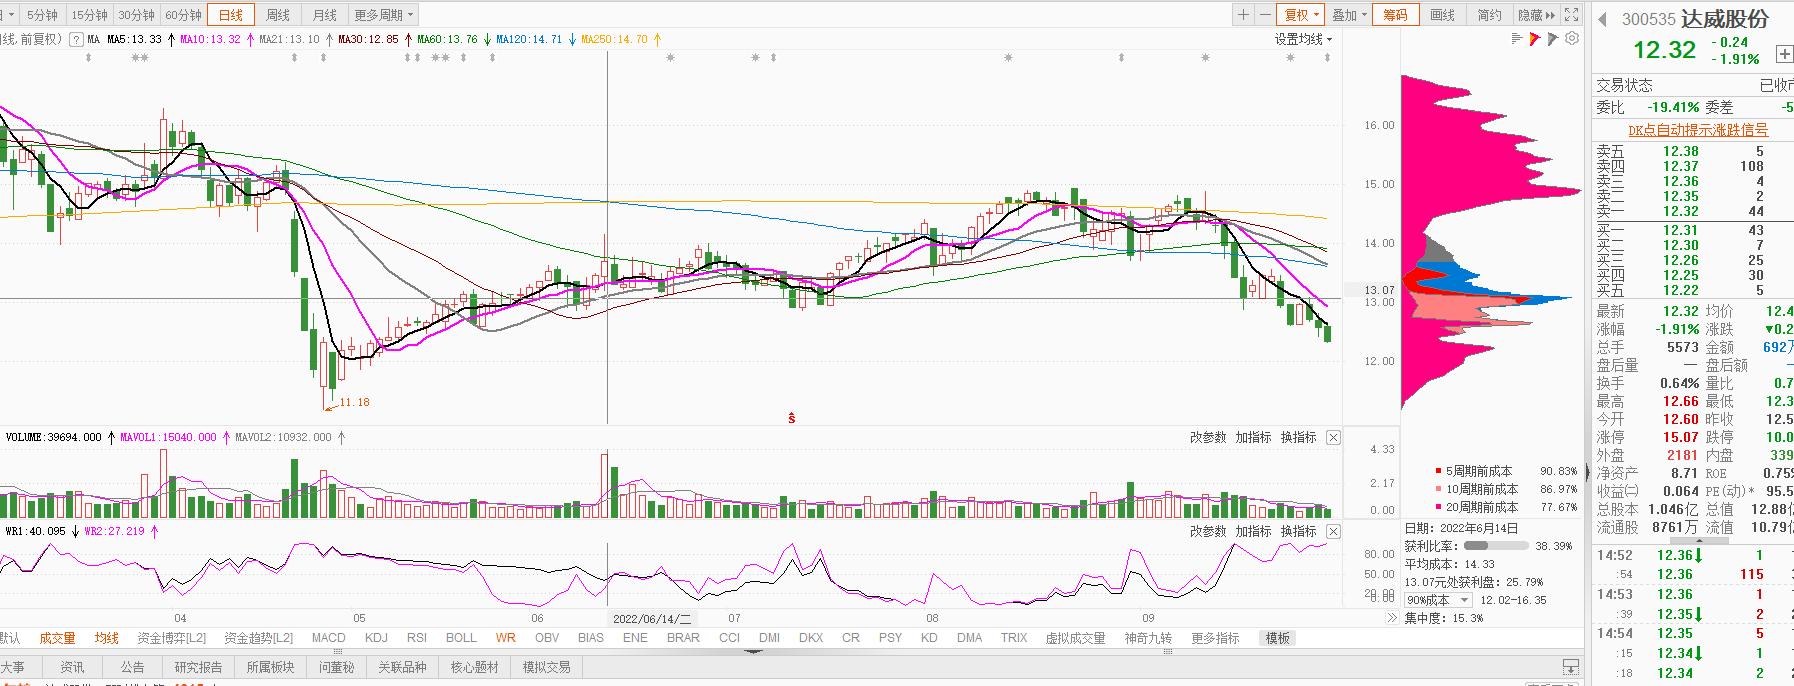 5分钟 15分钟 30分钟 60分钟 日线 周线 月线 更多周期
复权 叠加 筹码 画线 简约 隐藏
300535 达威股份
线,前复权) ? MA MA5:13.33 MA10:13.32 MA21:13.10 MA30:12.85 MA60:13.76 MA120:14.71 MA250:14.70
设置均线
12.32 -0.24
-1.91%
交易状态 已收市
委比 -19.41% 委差 -5
DK点自动提示涨跌信号
卖五 12.38 5
卖四 12.37 108
卖三 12.36 4
卖二 12.35 2
卖一 12.32 44
买一 12.31 43
买二 12.30 7
买三 12.26 25
买四 12.25 30
买五 12.22 5
最新 12.32 均价 12.4
涨幅 -1.91% 涨跌 ▼0.2
总手 5573 金额 692万
盘后量 — 盘后额 —
换手 0.64% 量比 0.7
最高 12.66 最低 12.3
今开 12.60 昨收 12.5
涨停 15.07 跌停 10.0
外盘 2181 内盘 339
净资产 8.71 ROE 0.75%
收益㈡ 0.064 PE(动)* 95.5
总股本 1.046亿 总值 12.88亿
流通股 8761万 流值 10.79亿
14:52 12.36 1 1
:54 12.36 115
14:53 12.36 1 1
:39 12.35 2
14:54 12.35 5
:15 12.34 1
:18 12.34 2
16.00
15.00
14.00
13.07
13.00
12.00
11.18
S
VOLUME:39694.000 MAVOL1:15040.000 MAVOL2:10932.000
改参数 加指标 换指标
4.33
2.17
0.00
WR1:40.095 WR2:27.219
改参数 加指标 换指标
80.00
50.00
20.00
0.00
5周期前成本 90.83%
10周期前成本 86.97%
20周期前成本 77.67%
日期: 2022年6月14日
获利比率: 38.39%
平均成本: 14.33
13.07元处获利盘: 25.79%
90%成本 12.02-16.35
集中度: 15.3%
04 05 06 2022/06/14/二 07 08 09
默认 成交量 均线 资金博弈[L2] 资金趋势[L2] MACD KDJ RSI BOLL WR OBV BIAS ENE BRAR CCI DMI DKX CR PSY KD DMA TRIX 虚拟成交量 神奇九转 更多指标 模板
大事 资讯 公告 研究报告 所属板块 问董秘 关联品种 核心题材 模拟交易